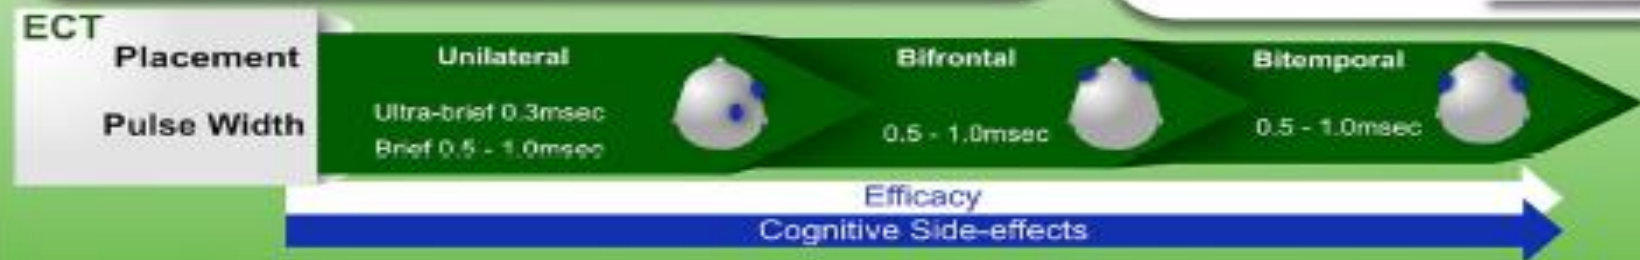 ECT
Placement
Unilateral
Bifrontal
Bitemporal
Pulse Width
Ultra-brief 0.3msec
Brief 0.5 - 1.0msec
0.5 - 1.0msec
0.5 - 1.0msec
Efficacy
Cognitive Side-effects